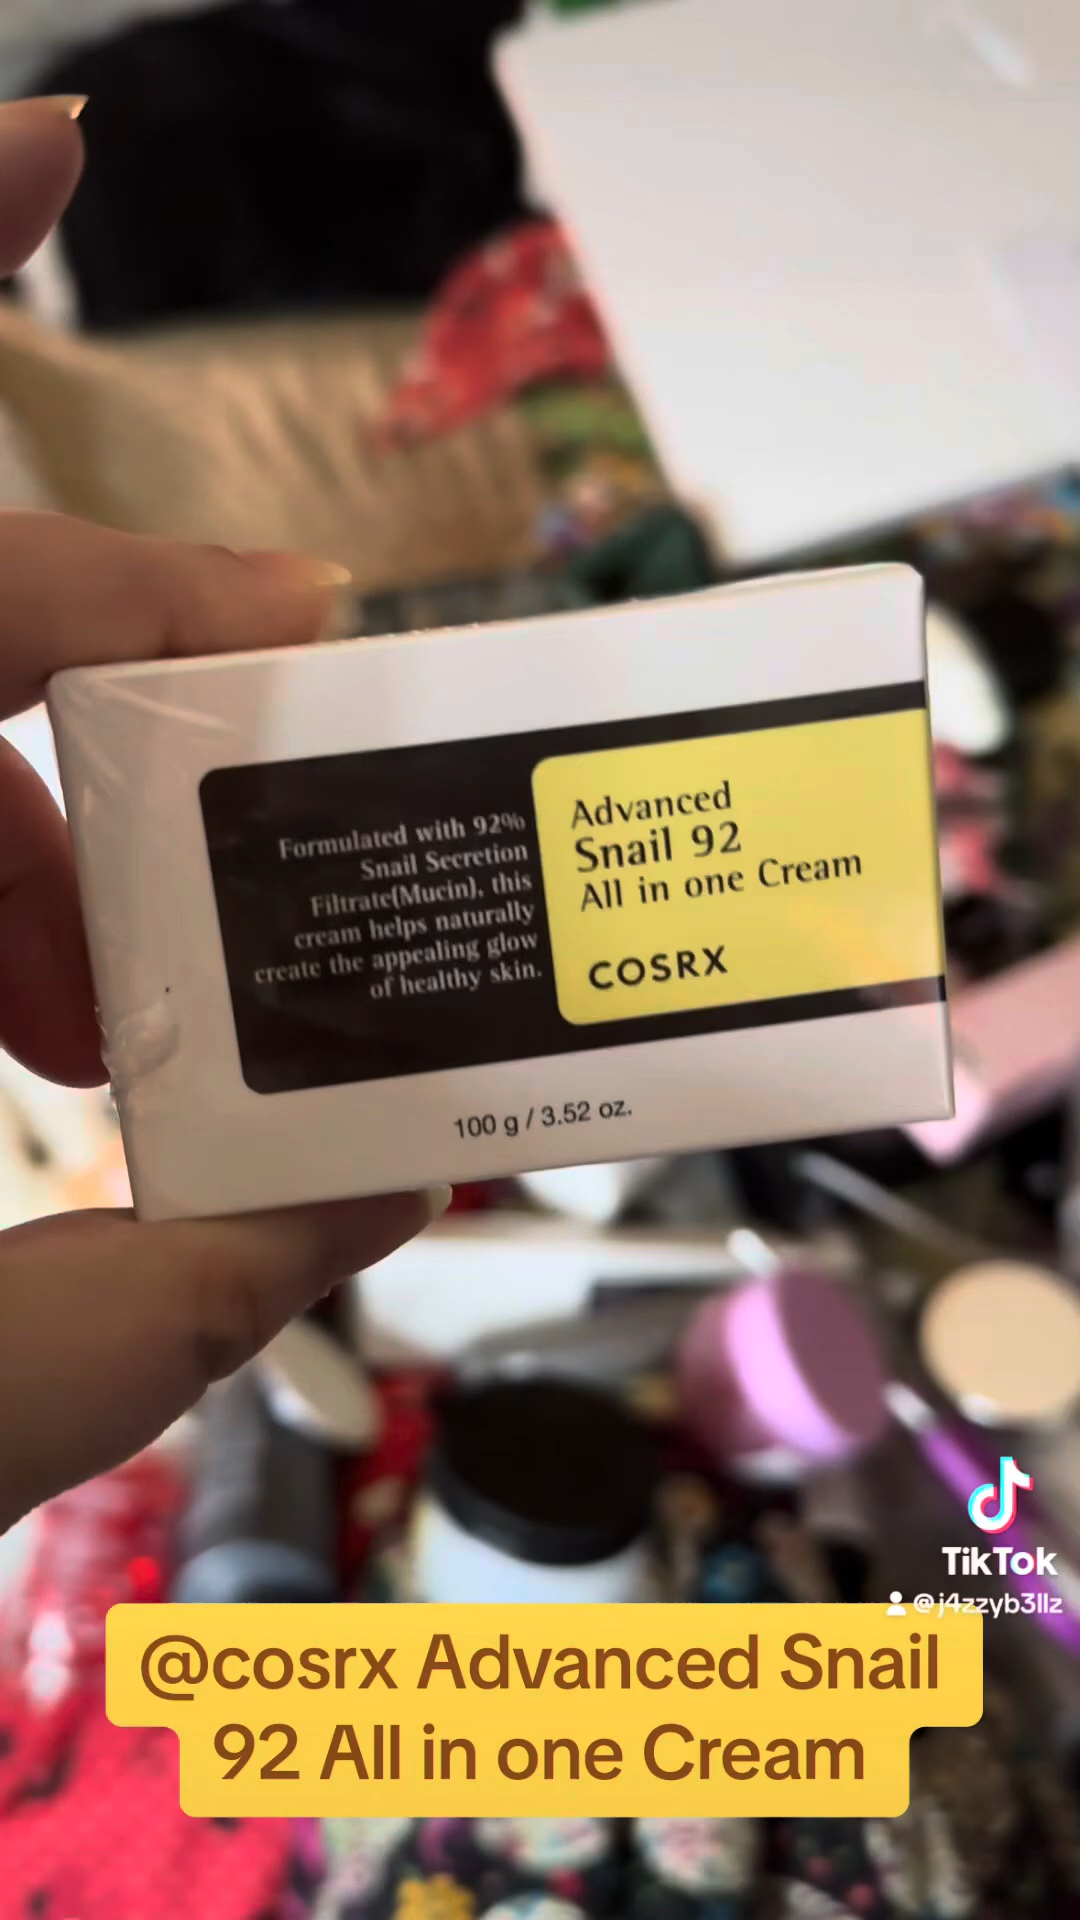 Formulated with 92%
Snail Secretion
Filtrate(Mucin), this
cream helps naturally
create the appealing glow
of healthy skin.
Advanced
Snail 92
All in one Cream
COSRX
100 g / 3.52 oz.
TikTok
@j4zzyb3llz
@cosrx Advanced Snail
92 All in one Cream